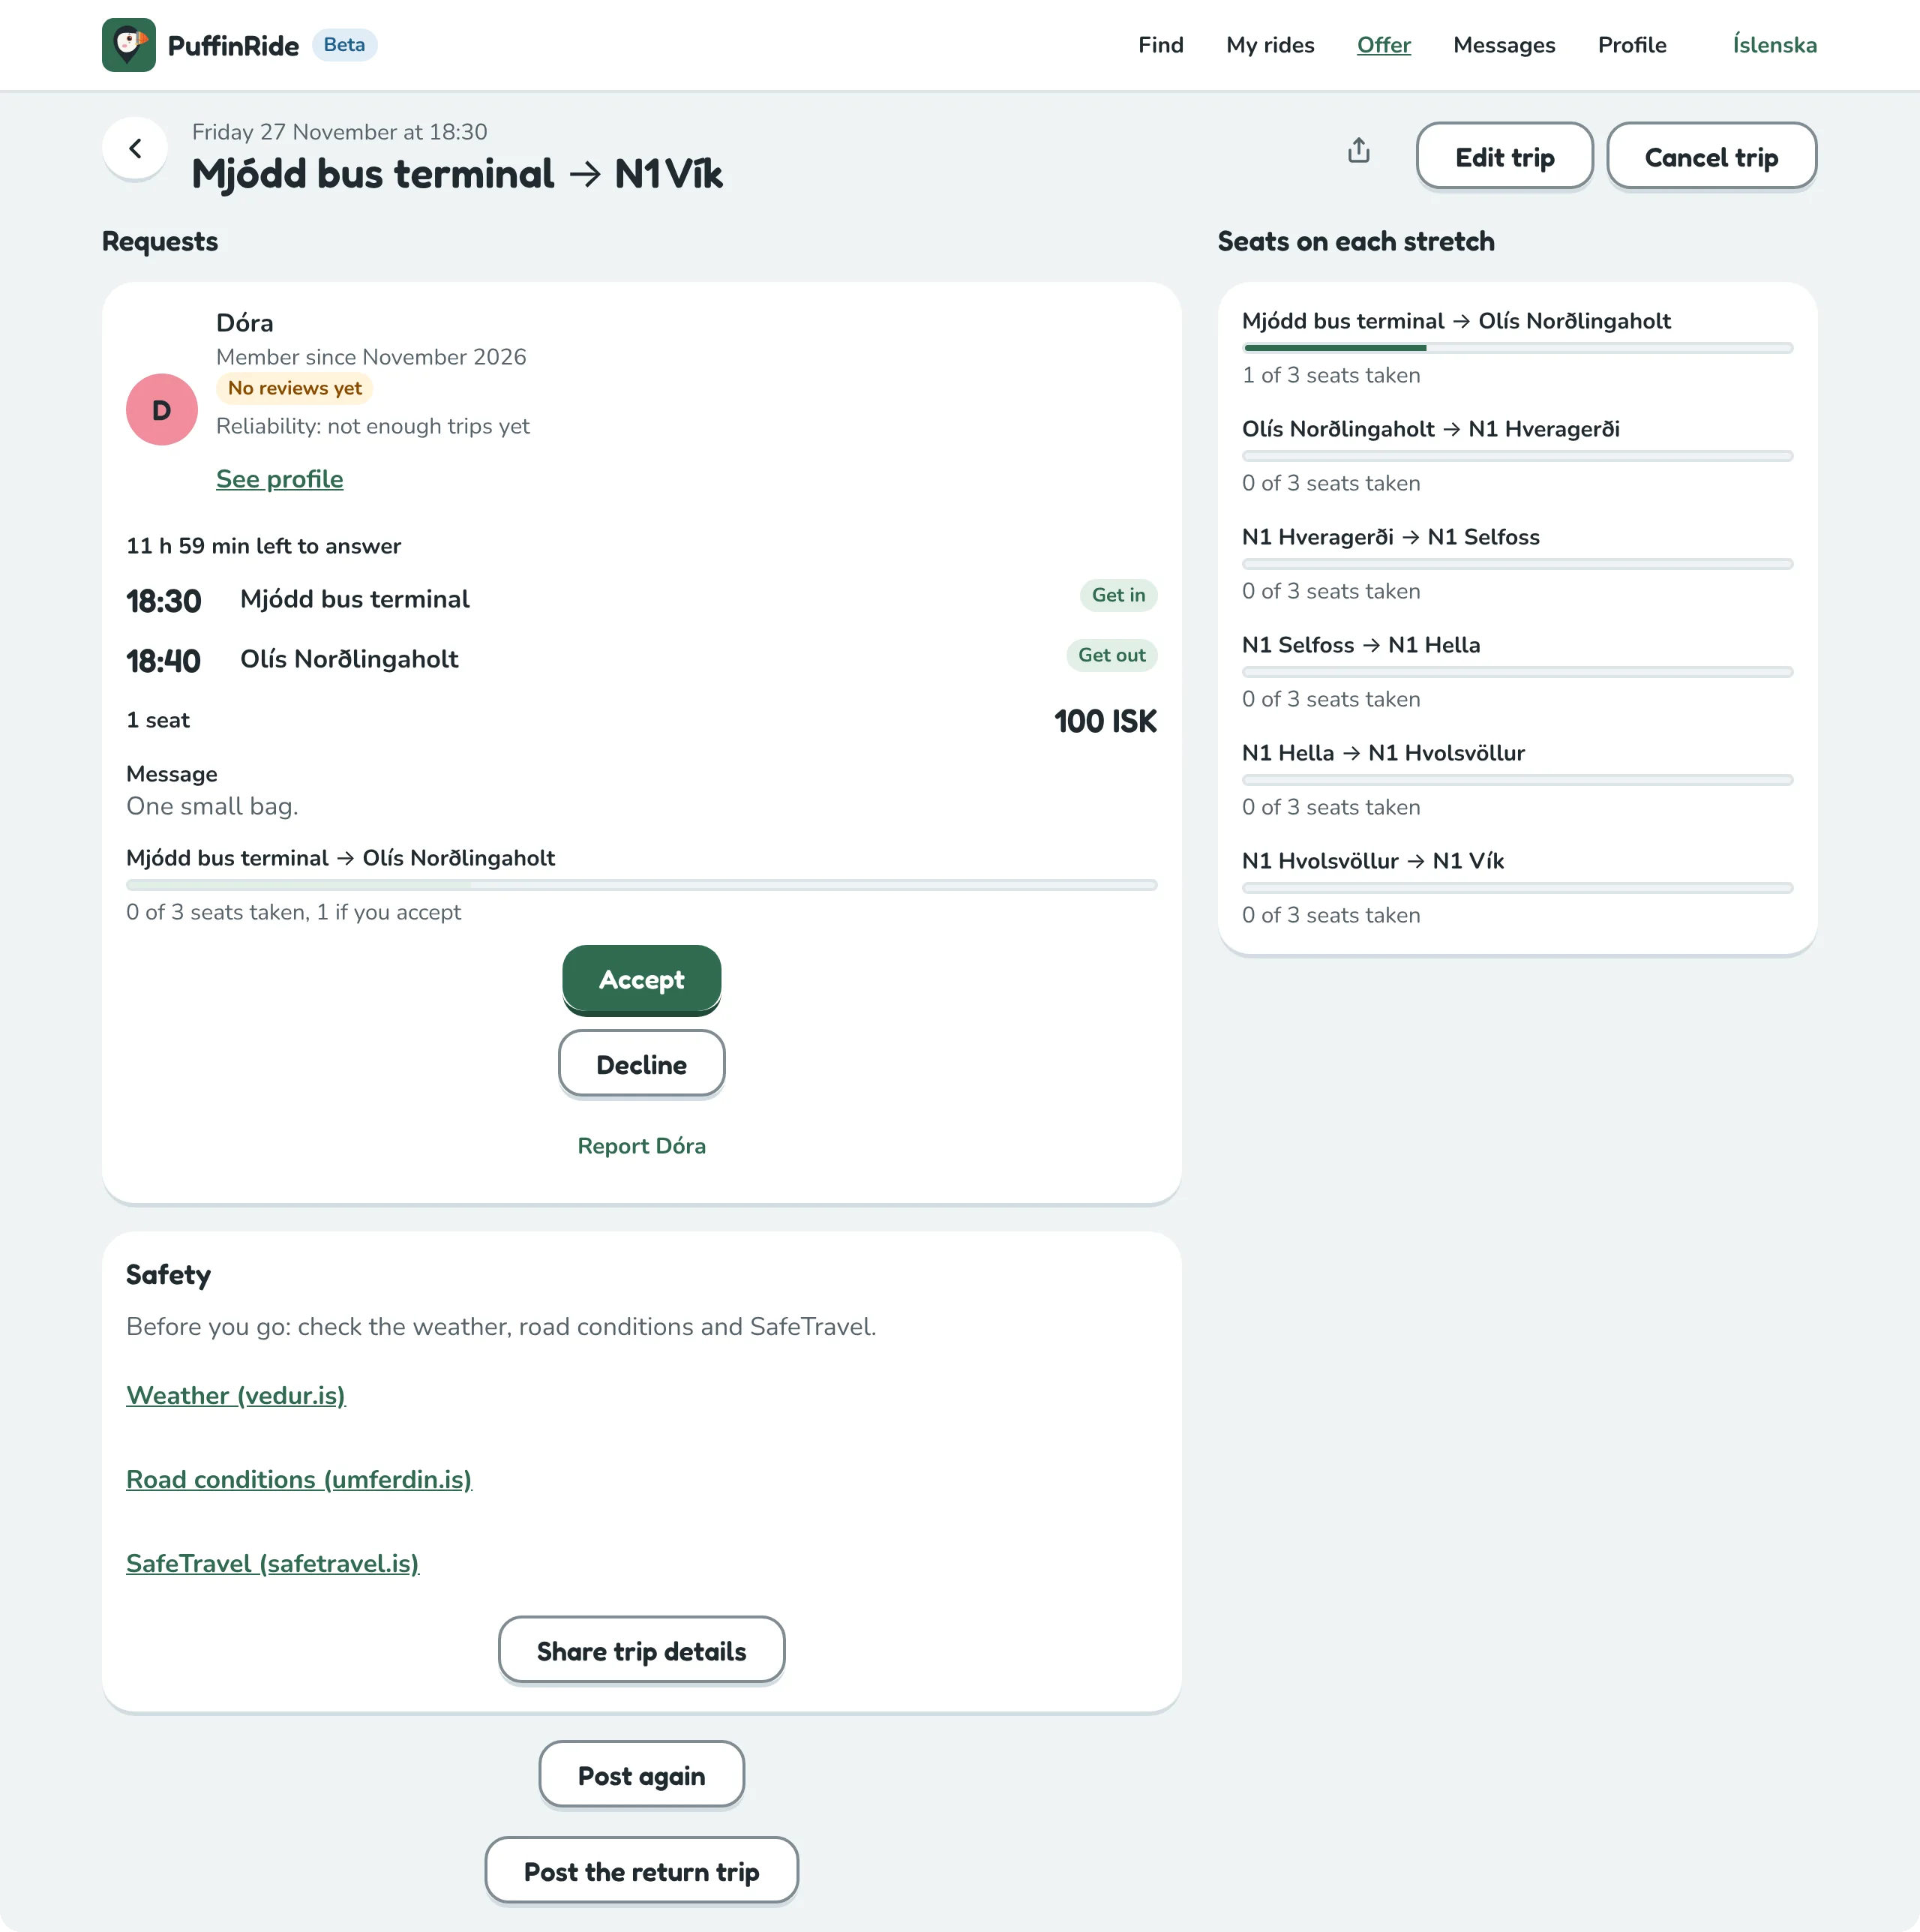 PuffinRide Beta
Find My rides Offer Messages Profile Íslenska
Friday 27 November at 18:30
Mjódd bus terminal → N1 Vík
Edit trip
Cancel trip
Requests
D
Dóra
Member since November 2026
No reviews yet
Reliability: not enough trips yet
See profile
11 h 59 min left to answer
18:30 Mjódd bus terminal Get in
18:40 Olís Norðlingaholt Get out
1 seat 100 ISK
Message
One small bag.
Mjódd bus terminal → Olís Norðlingaholt
0 of 3 seats taken, 1 if you accept
Accept
Decline
Report Dóra
Safety
Before you go: check the weather, road conditions and SafeTravel.
Weather (vedur.is)
Road conditions (umferdin.is)
SafeTravel (safetravel.is)
Share trip details
Post again
Post the return trip
Seats on each stretch
Mjódd bus terminal → Olís Norðlingaholt
1 of 3 seats taken
Olís Norðlingaholt → N1 Hveragerði
0 of 3 seats taken
N1 Hveragerði → N1 Selfoss
0 of 3 seats taken
N1 Selfoss → N1 Hella
0 of 3 seats taken
N1 Hella → N1 Hvolsvöllur
0 of 3 seats taken
N1 Hvolsvöllur → N1 Vík
0 of 3 seats taken